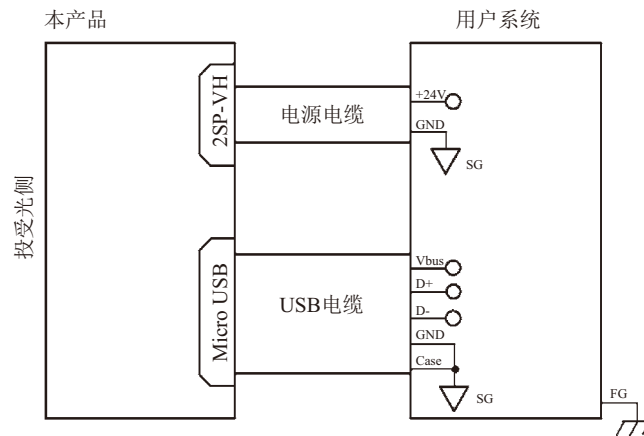 本产品
用户系统
投受光侧
2SP-VH
电源电缆
+24V
GND
SG
Micro USB
USB电缆
Vbus
D+
D-
GND
Case
SG
FG